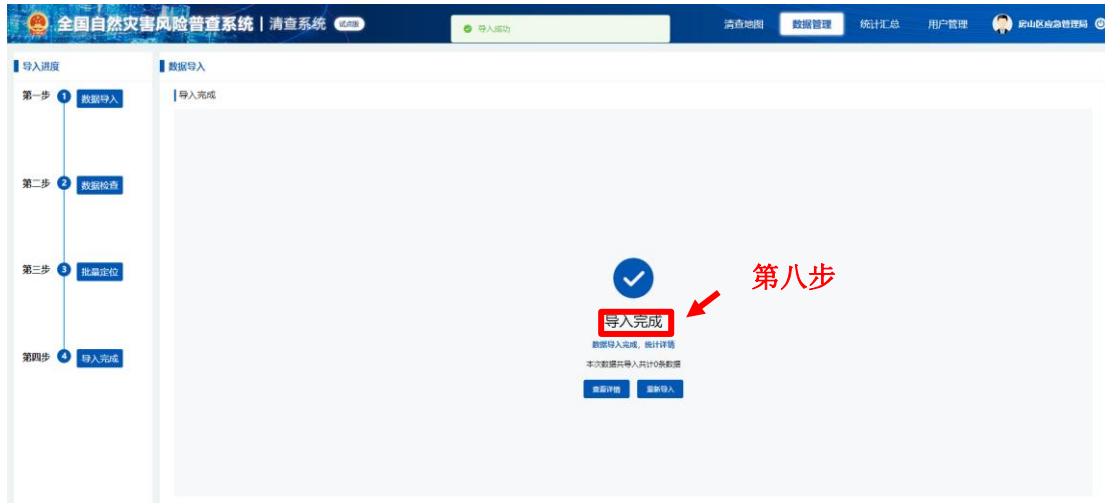 全国自然灾害风险普查系统 | 清查系统 试点版
导入成功
清查地图 数据管理 统计汇总 用户管理 房山区应急管理局
导入进度
数据导入
第一步 1 数据导入
导入完成
第二步 2 数据检查
第三步 3 批量定位
第八步
导入完成
数据导入完成，统计详情
第四步 4 导入完成
本次数据共导入共计0条数据
查看详情 重新导入